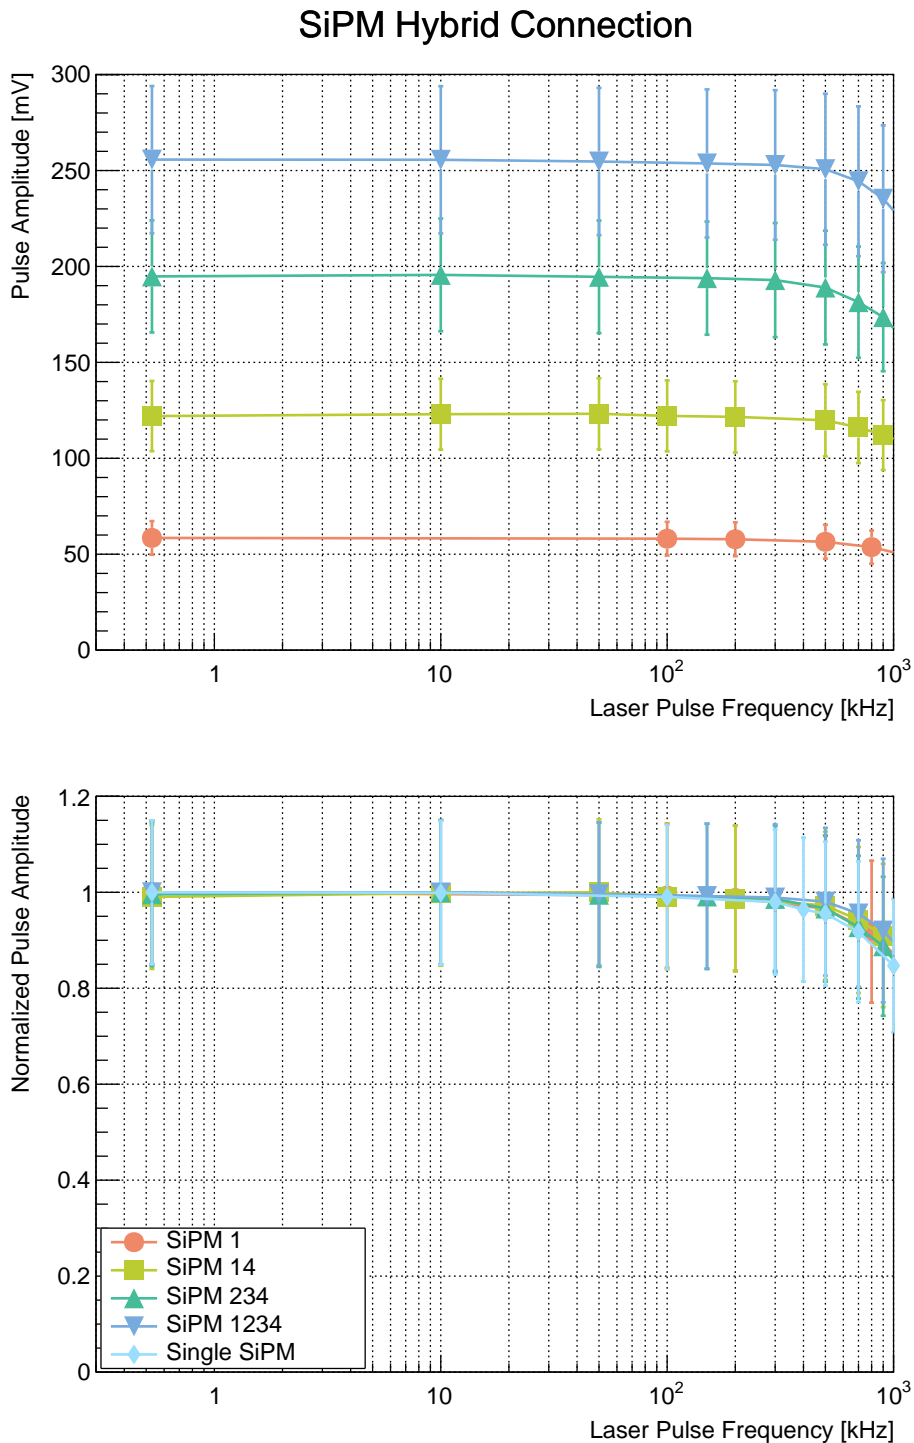 SiPM Hybrid Connection
Pulse Amplitude [mV]
300
250
200
150
100
50
0
1
10
10²
10³
Laser Pulse Frequency [kHz]
Normalized Pulse Amplitude
1.2
1
0.8
0.6
0.4
0.2
0
SiPM 1
SiPM 14
SiPM 234
SiPM 1234
Single SiPM
1
10
10²
10³
Laser Pulse Frequency [kHz]